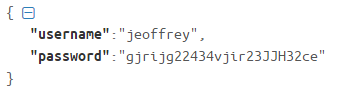 {
"username":"jeoffrey",
"password":"gjrijg22434vjir23JJH32ce"
}